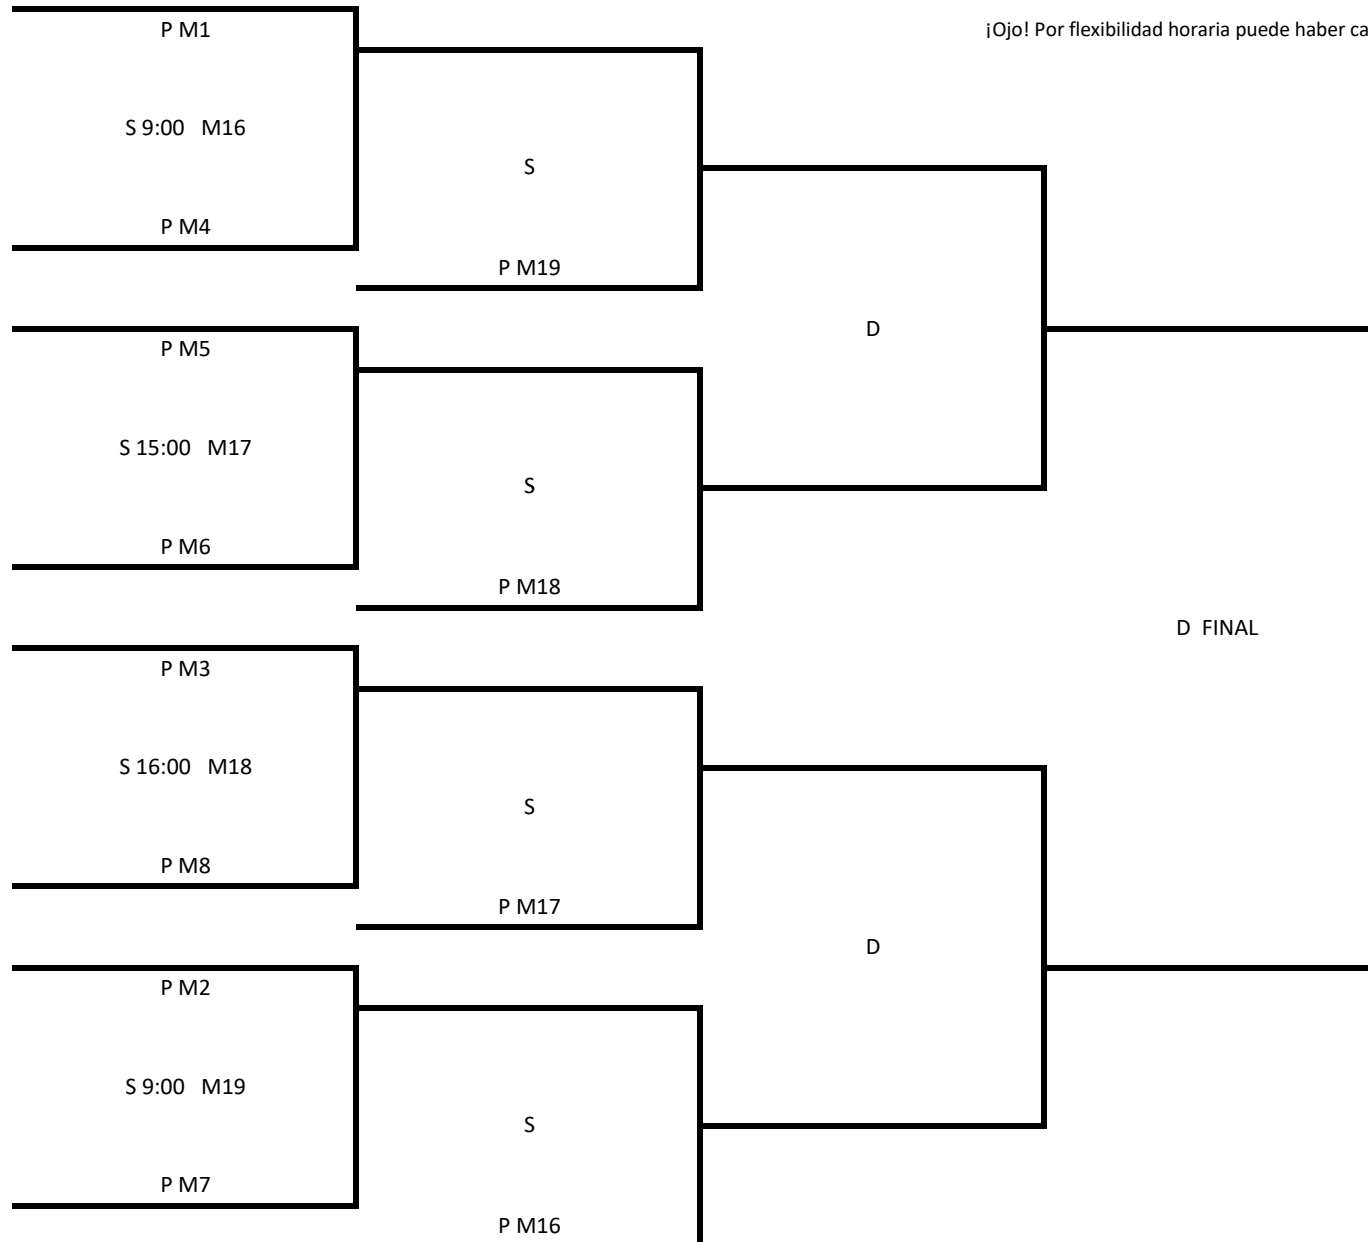 P M1
¡Ojo! Por flexibilidad horaria puede haber
S 9:00 M16
S
P M4
P M19
D
P M5
S 15:00 M17
S
P M6
P M18
D FINAL
P M3
S 16:00 M18
S
P M8
P M17
D
P M2
S 9:00 M19
S
P M7
P M16